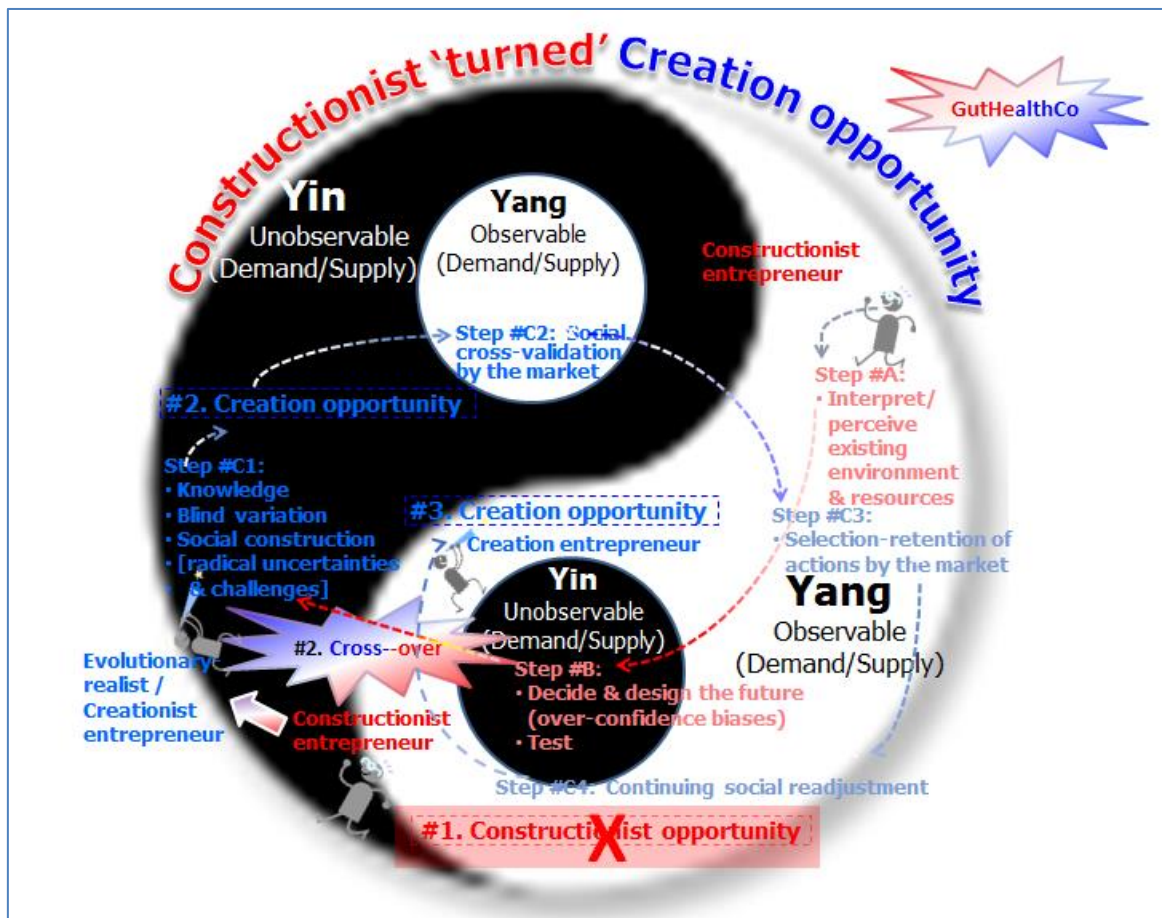 Constructionist ‘turned’ Creation opportunity
GutHealthCo
Yin
Unobservable
(Demand/Supply)
Yang
Observable
(Demand/Supply)
Constructionist
entrepreneur
Step #C2: Social
cross-validation
by the market
Step #A:
· Interpret/
perceive
existing
environment
& resources
#2. Creation opportunity
Step #C1:
· Knowledge
· Blind variation
· Social construction
· [radical uncertainties
· & challenges]
#3. Creation opportunity
Creation entrepreneur
Step #C3:
· Selection-retention of
actions by the market
Yin
Unobservable
(Demand/Supply)
Yang
Observable
(Demand/Supply)
#2. Cross--over
Step #B:
· Decide & design the future
(over-confidence biases)
· Test
Evolutionary-
realist /
Creationist
entrepreneur
Constructionist
entrepreneur
Step #C4: Continuing social readjustment
#1. Constructionist opportunity
X